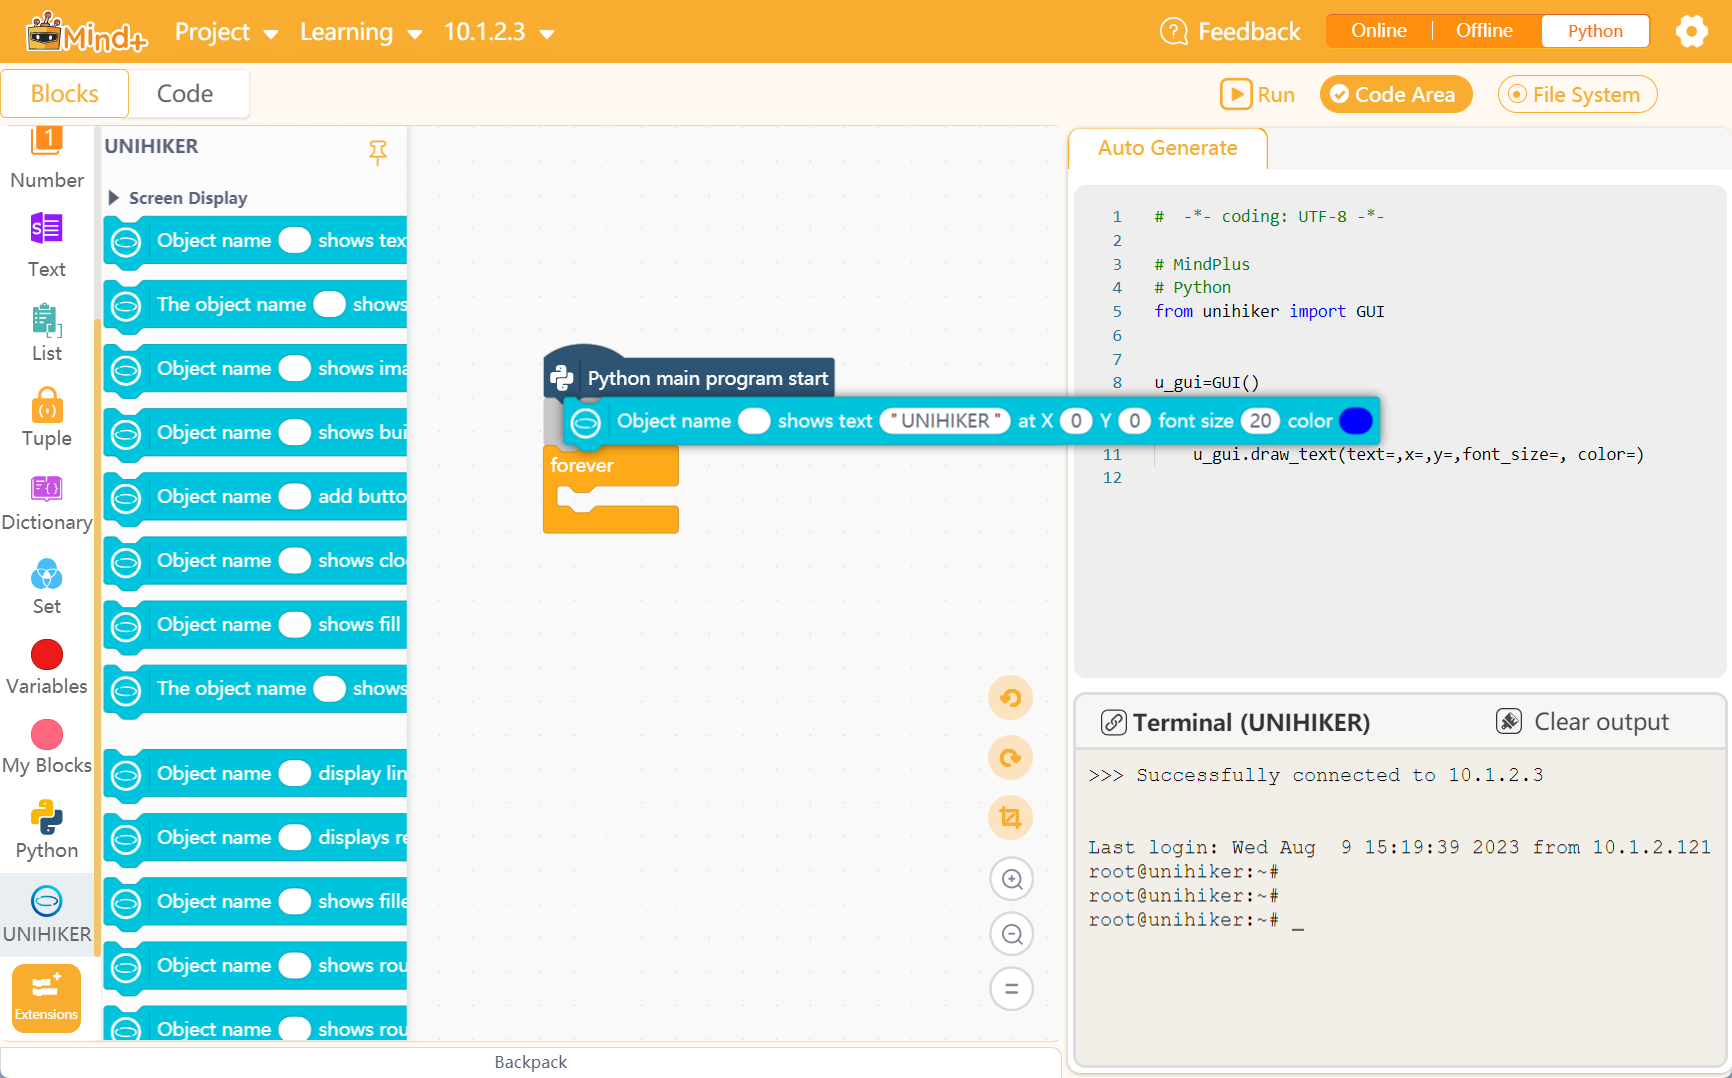 Mind+
Project
Learning
10.1.2.3
Feedback
Online
Offline
Python
Blocks
Code
Run
Code Area
File System
1
Number
Text
List
Tuple
Dictionary
Set
Variables
My Blocks
Python
UNIHIKER
Extensions
UNIHIKER
Screen Display
Object name shows tex
The object name shows
Object name shows ima
Object name shows bui
Object name add butto
Object name shows clo
Object name shows fill
The object name shows
Object name display lin
Object name displays re
Object name shows fille
Object name shows rou
Object name shows rou
Python main program start
Object name shows text "UNIHIKER" at X 0 Y 0 font size 20 color
forever
Backpack
Auto Generate
1 # -*- coding: UTF-8 -*-
2
3 # MindPlus
4 # Python
5 from unihiker import GUI
6
7
8 u_gui=GUI()
11 u_gui.draw_text(text=,x=,y=,font_size=, color=)
12
Terminal (UNIHIKER)
Clear output
>>> Successfully connected to 10.1.2.3
Last login: Wed Aug  9 15:19:39 2023 from 10.1.2.121
root@unihiker:~#
root@unihiker:~#
root@unihiker:~# _